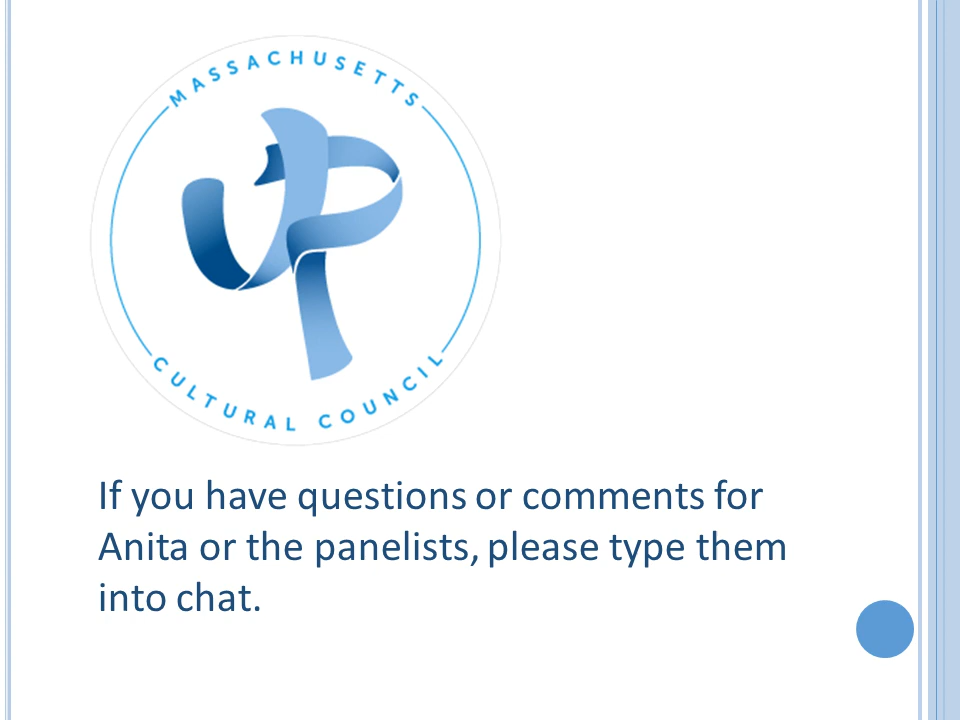 MASSACHUSETTS
UP
CULTURAL COUNCIL
If you have questions or comments for
Anita or the panelists, please type them
into chat.